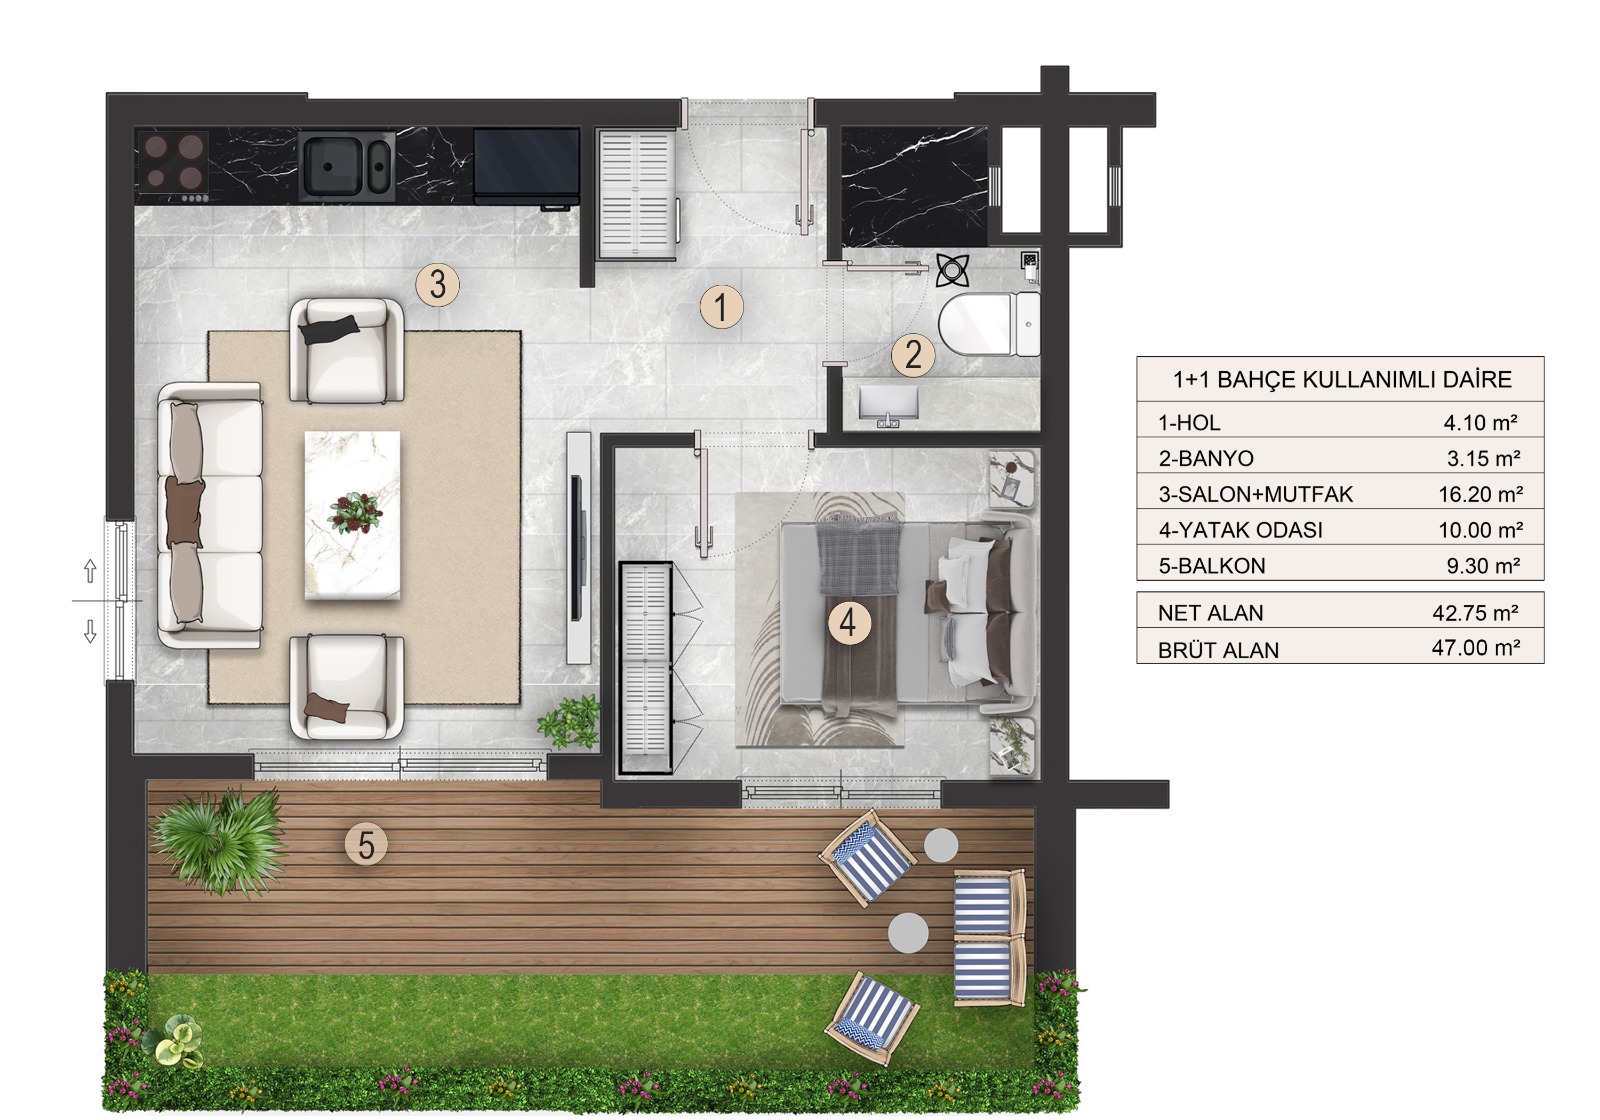 3
1
2
4
5
1+1 BAHÇE KULLANIMLI DAİRE
1-HOL 4.10 m²
2-BANYO 3.15 m²
3-SALON+MUTFAK 16.20 m²
4-YATAK ODASI 10.00 m²
5-BALKON 9.30 m²
NET ALAN 42.75 m²
BRÜT ALAN 47.00 m²